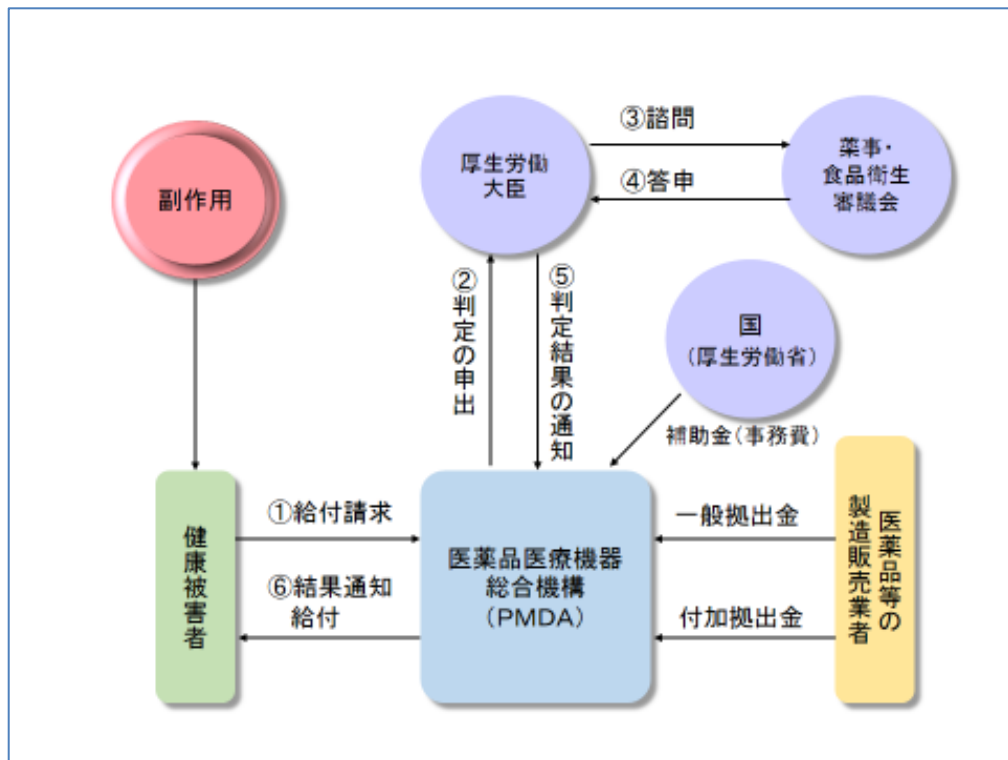 副作用
厚生労働
大臣
③諮問
④答申
薬事・
食品衛生
審議会
②判定の申出
⑤判定結果の通知
国
(厚生労働省)
補助金(事務費)
健康被害者
①給付請求
⑥結果通知
給付
医薬品医療機器
総合機構
(PMDA)
一般拠出金
付加拠出金
医薬品等の
製造販売業者